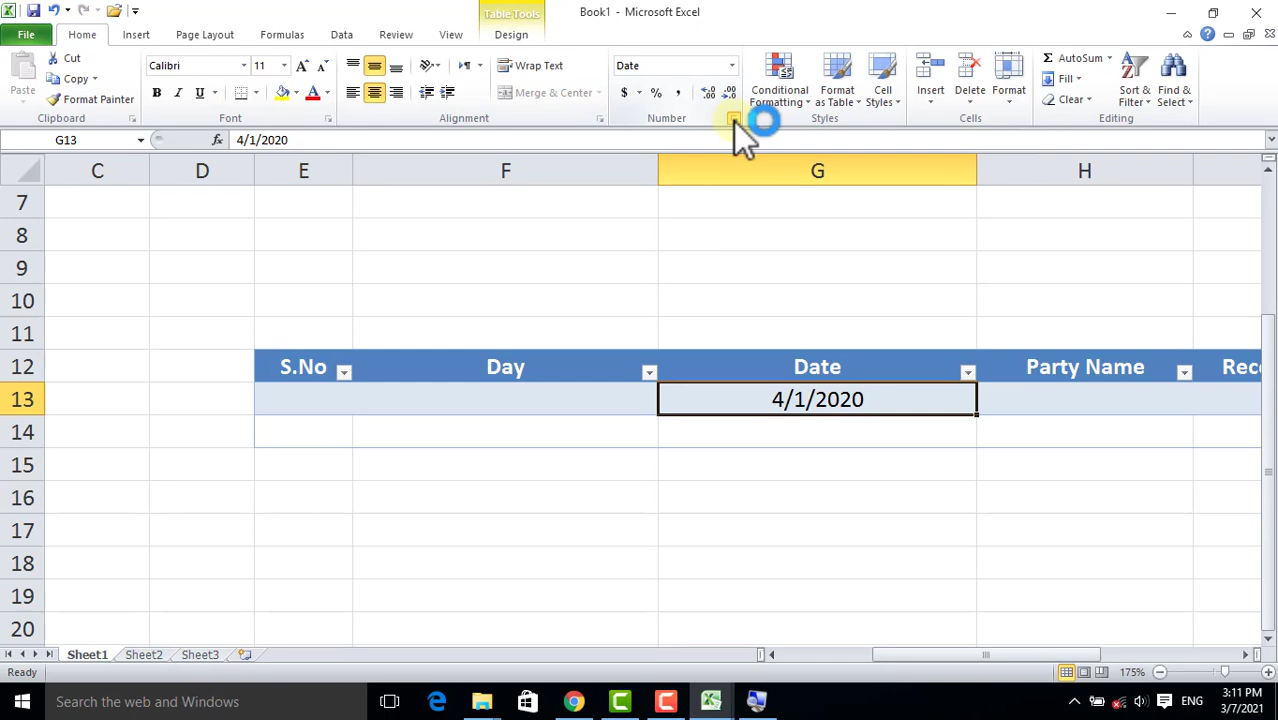 Table Tools
Book1 - Microsoft Excel
File Home Insert Page Layout Formulas Data Review View Design
Paste
Cut
Copy
Format Painter
Clipboard
Calibri 11 A A
B I U A
Font
Wrap Text
Merge & Center
Alignment
Date
$ % ,
Number
Conditional Formatting
Format as Table
Cell Styles
Styles
Insert
Delete
Format
Cells
Σ AutoSum
Fill
Clear
Sort & Filter
Find & Select
Editing
G13 fx 4/1/2020
C D E F G H
7
8
9
10
11
12 S.No Day Date Party Name Rec
13 4/1/2020
14
15
16
17
18
19
20
Sheet1 Sheet2 Sheet3
Ready 175%
Search the web and Windows
ENG
3:11 PM
3/7/2021